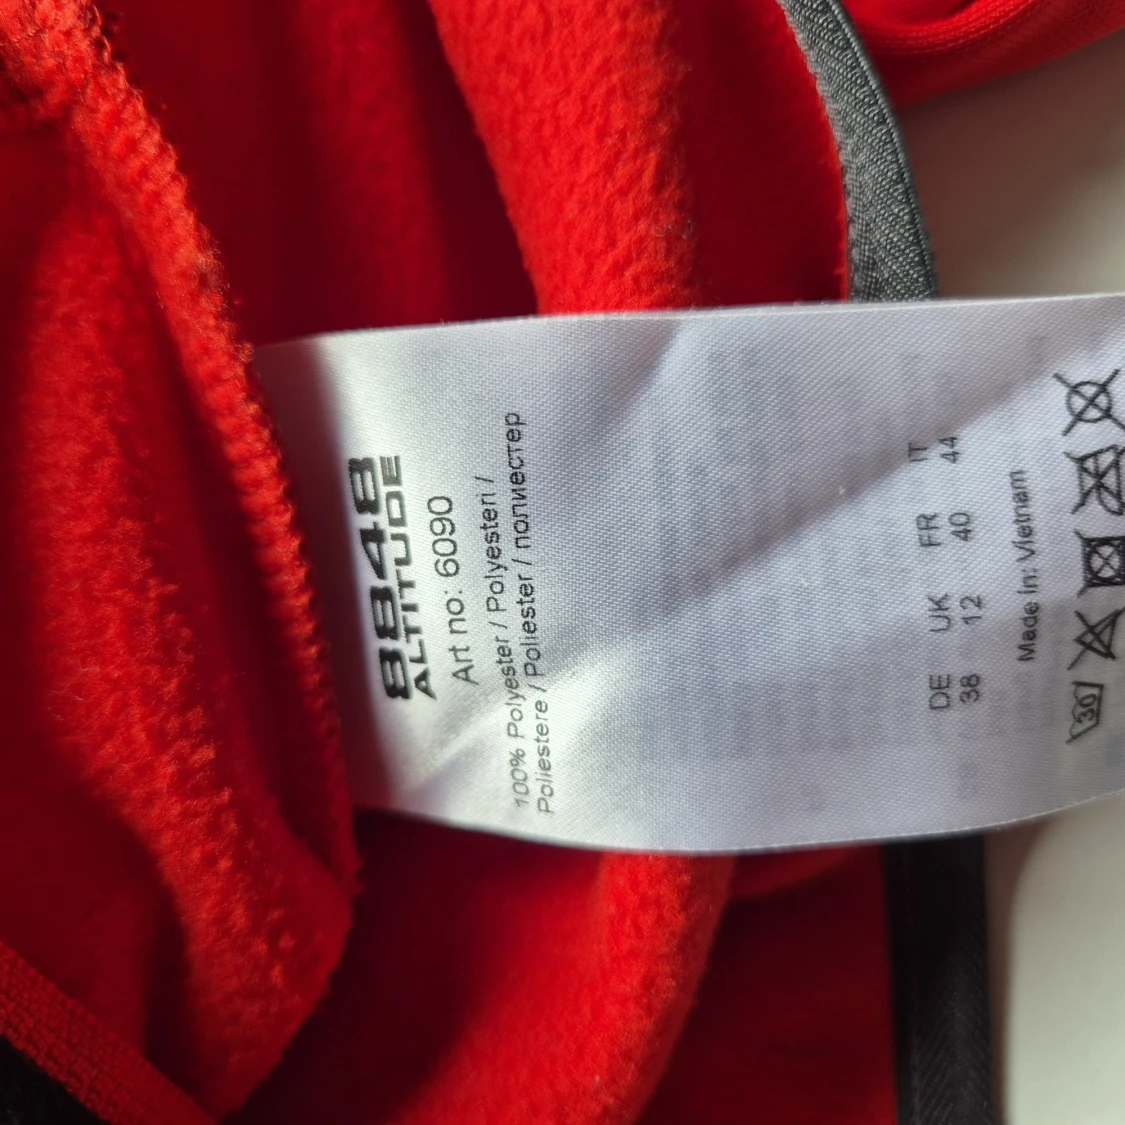 8848
ALTITUDE
Art no: 6090
100% Polyester / Polyester / Polyesteri /
Poliestere / Poliester / полиестер
DE UK FR IT
38 12 40 44
Made in: Vietnam
30